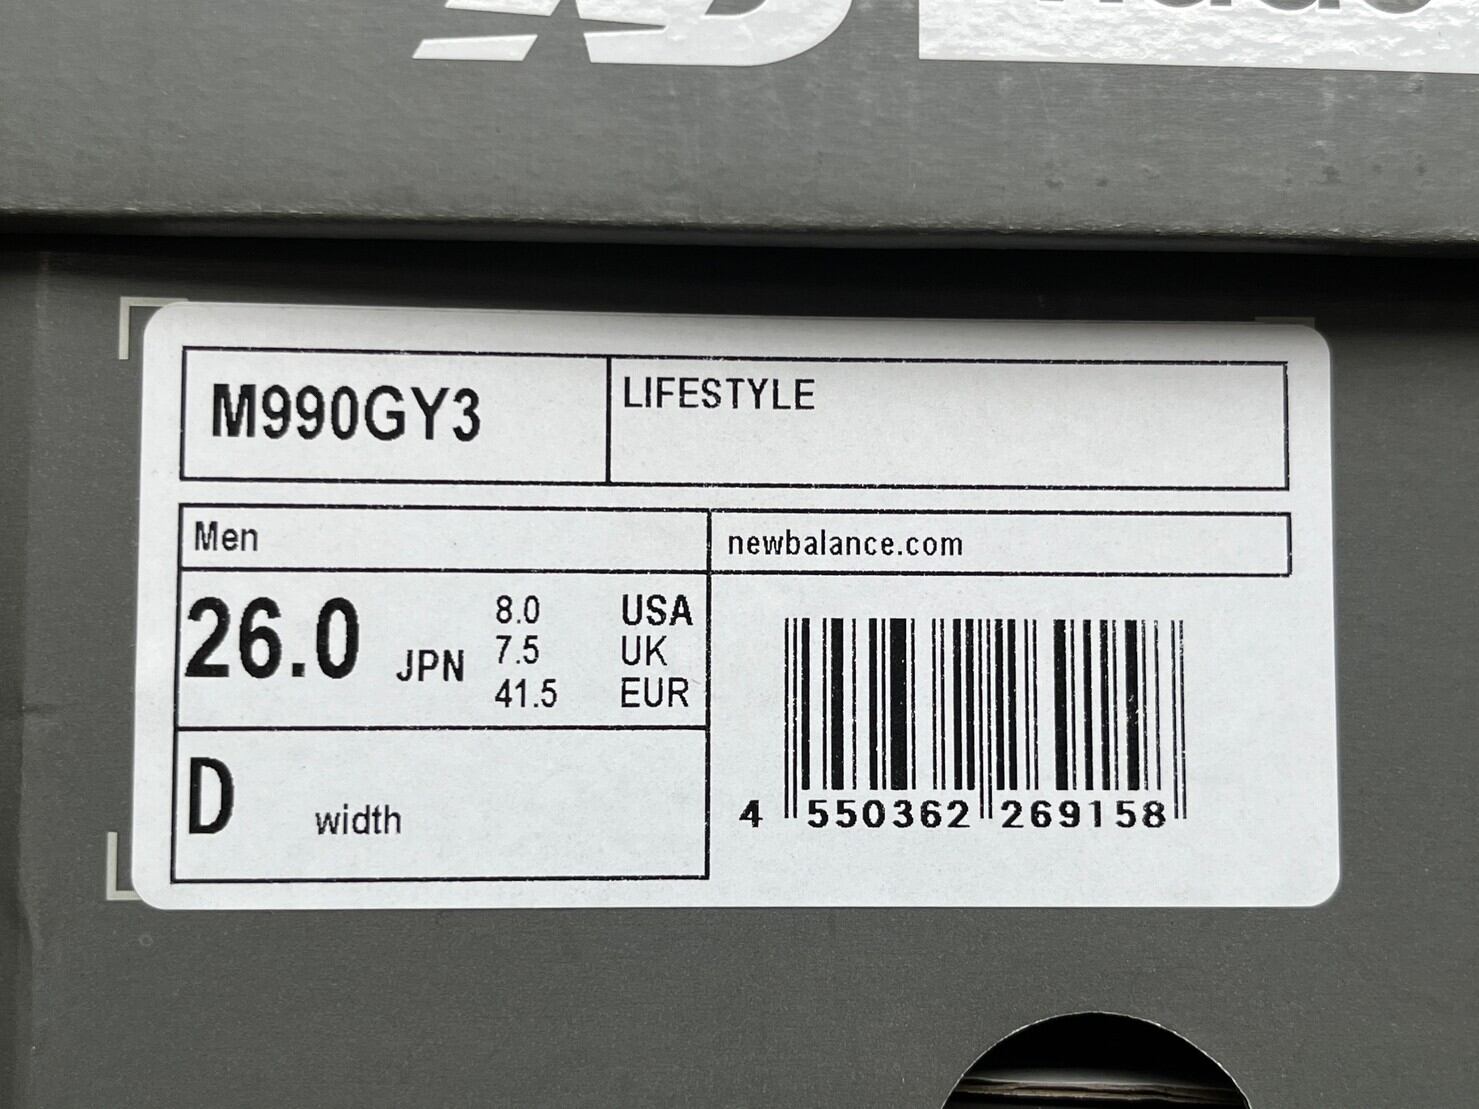 M990GY3
LIFESTYLE
Men
newbalance.com
26.0 JPN
8.0 USA
7.5 UK
41.5 EUR
D width
4 550362 269158